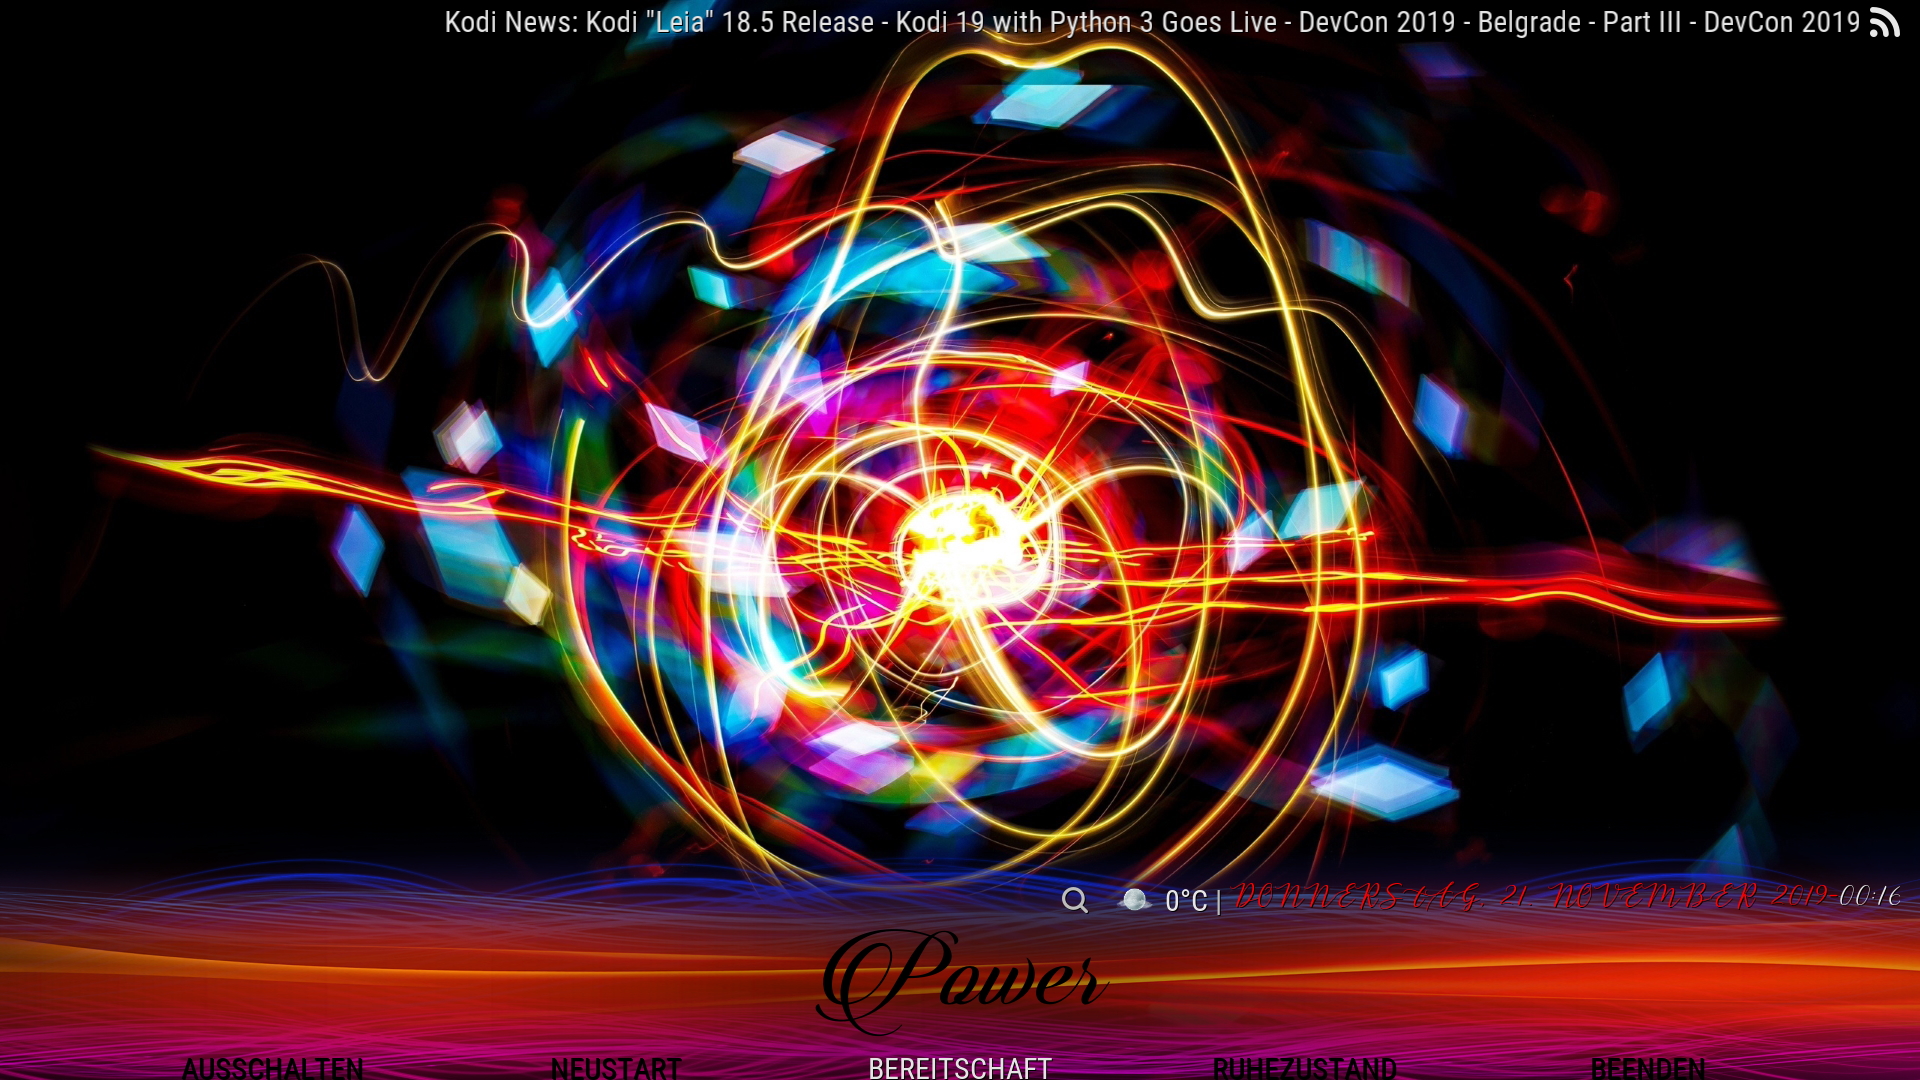 Kodi News: Kodi "Leia" 18.5 Release - Kodi 19 with Python 3 Goes Live - DevCon 2019 - Belgrade - Part III - DevCon 2019
0°C | DONNERSTAG, 21. NOVEMBER 2019-00:16
Power
AUSSCHALTEN NEUSTART BEREITSCHAFT RUHEZUSTAND BEENDEN